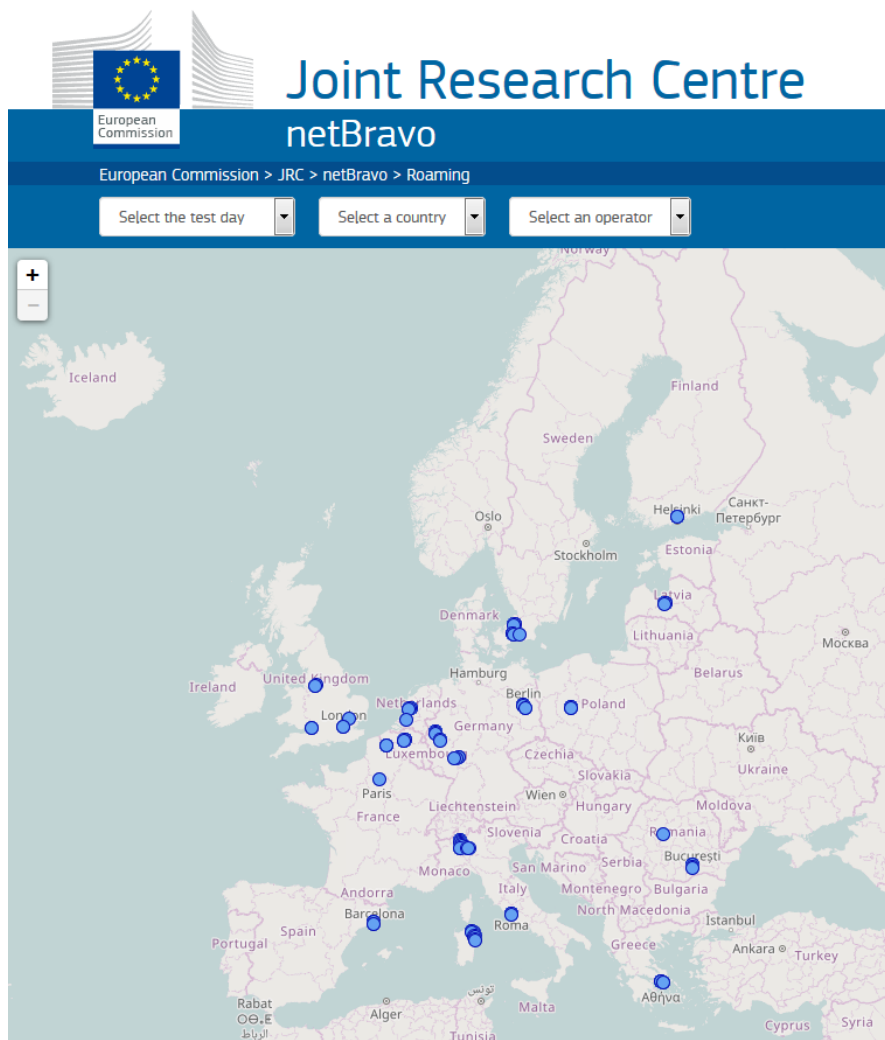 Joint Research Centre
European
Commission
netBravo
European Commission > JRC > netBravo > Roaming
Select the test day
Select a country
Select an operator
+
−
Norway
Iceland
Finland
Sweden
Helsinki
Санкт-
Петербург
Oslo
Stockholm
Estonia
Latvia
Denmark
Lithuania
Москва
Ireland
United Kingdom
Hamburg
Belarus
Netherlands
Berlin
Poland
London
Germany
Luxembourg
Czechia
Київ
Ukraine
Slovakia
Paris
Wien
France
Liechtenstein
Hungary
Moldova
Slovenia
Croatia
Romania
Monaco
San Marino
Serbia
București
Andorra
Italy
Montenegro
Bulgaria
Barcelona
Roma
North Macedonia
Istanbul
Portugal
Spain
Greece
Ankara
Turkey
Rabat
ⵔⴱⴰⵟ
الرباط
Alger
تونس
Tunisia
Malta
Αθήνα
Cyprus
Syria